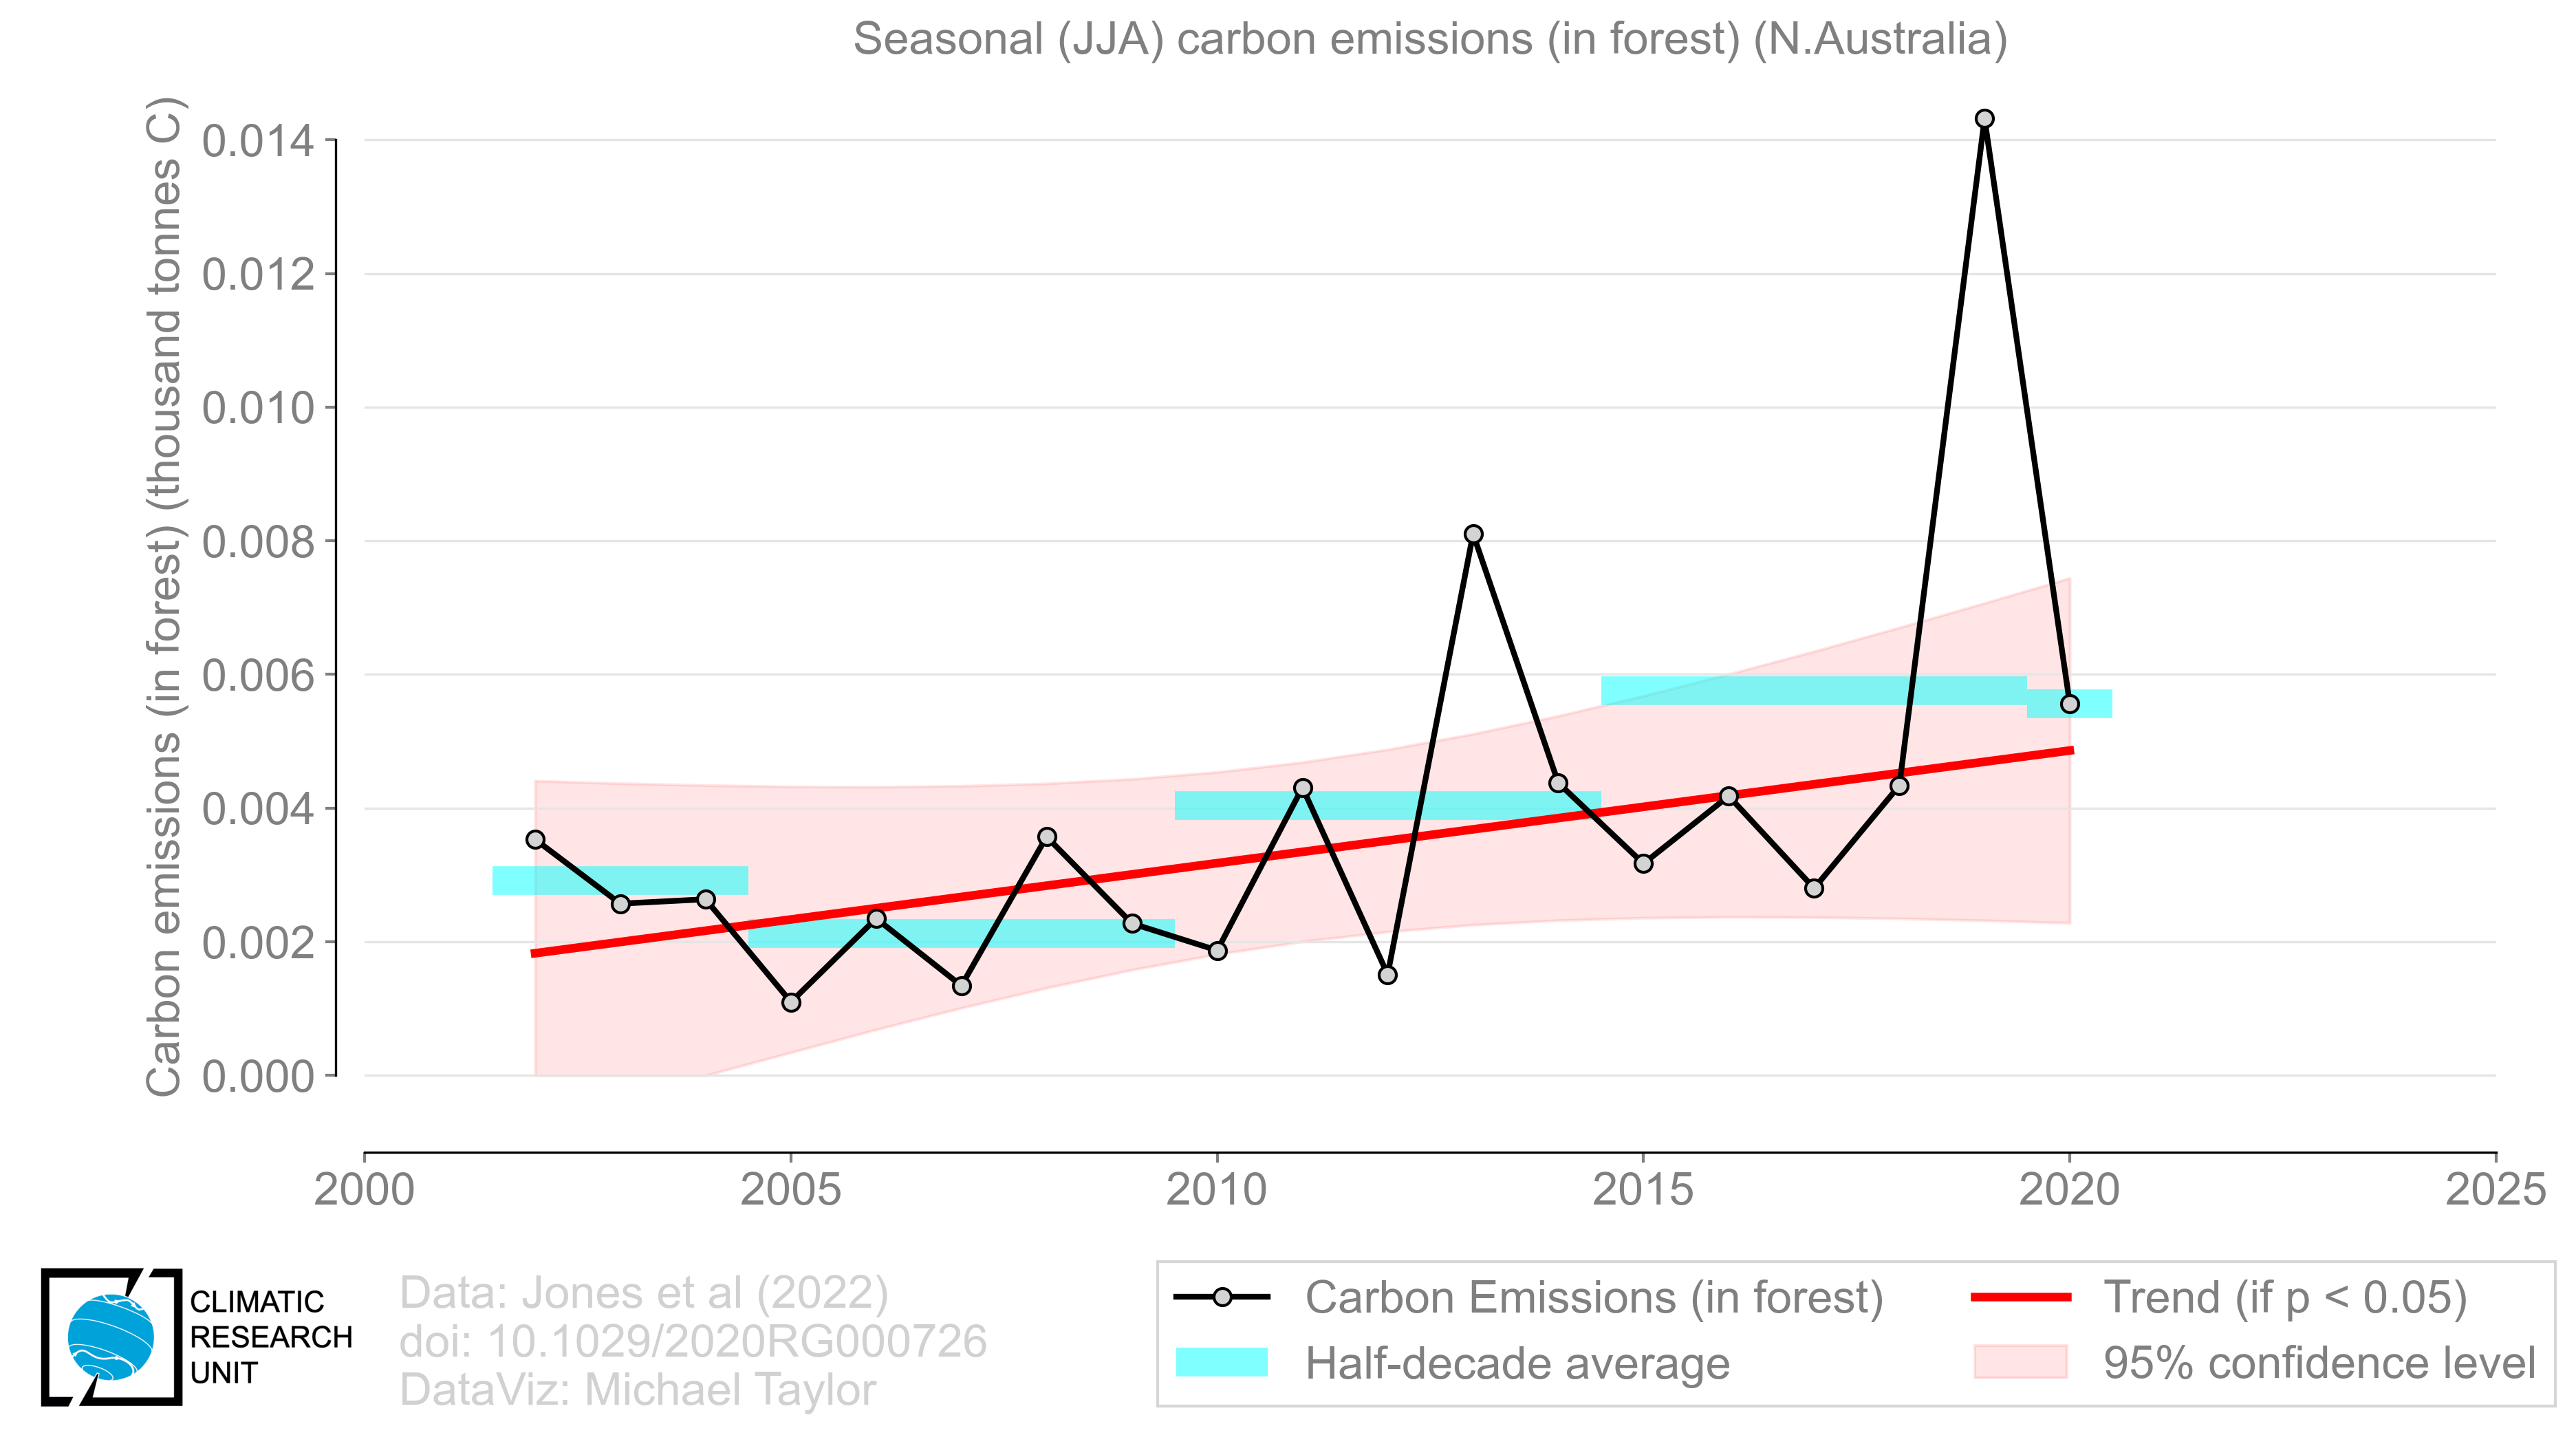 Seasonal (JJA) carbon emissions (in forest) (N.Australia)
Carbon emissions (in forest) (thousand tonnes C)
0.014
0.012
0.010
0.008
0.006
0.004
0.002
0.000
2000
2005
2010
2015
2020
2025
CLIMATIC
RESEARCH
UNIT
Data: Jones et al (2022)
doi: 10.1029/2020RG000726
DataViz: Michael Taylor
Carbon Emissions (in forest)
Half-decade average
Trend (if p < 0.05)
95% confidence level